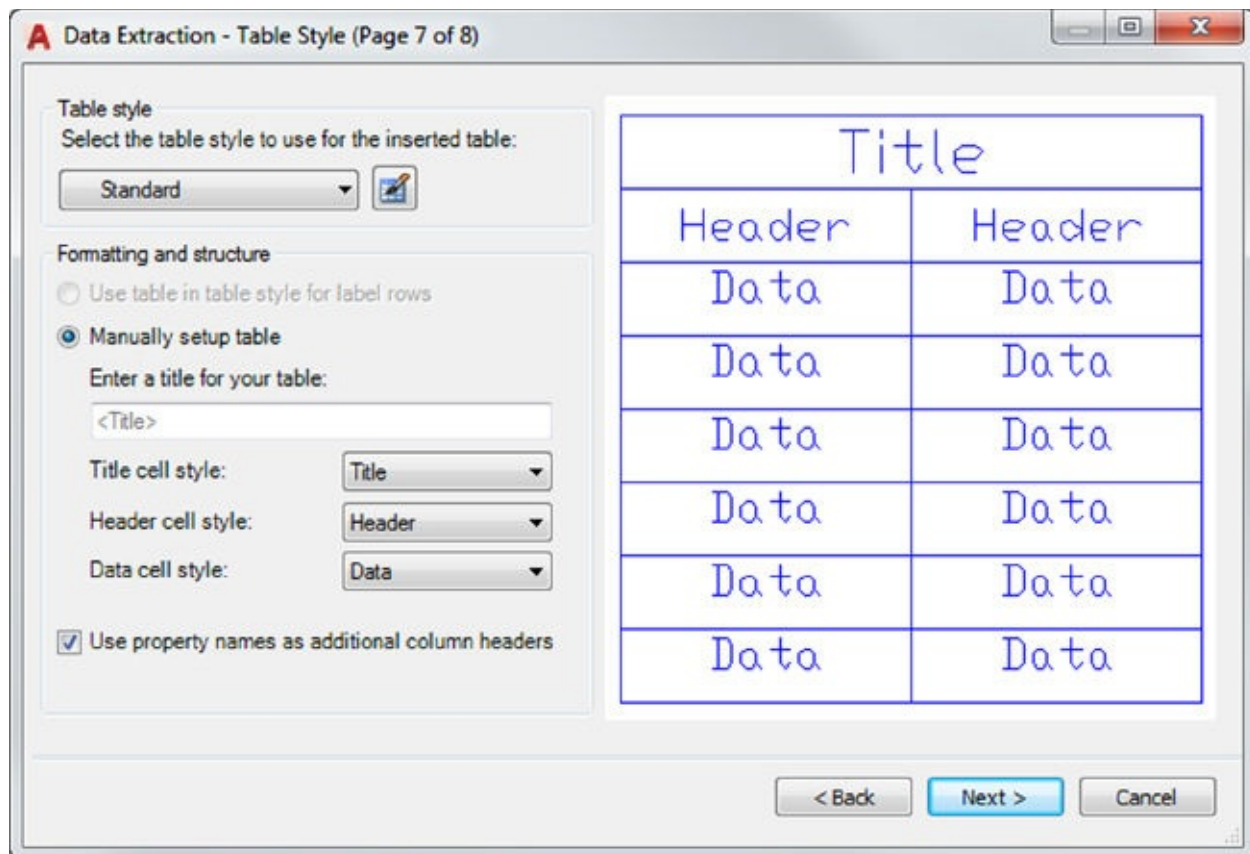 Data Extraction - Table Style (Page 7 of 8)
Table style
Select the table style to use for the inserted table:
Standard
Formatting and structure
Use table in table style for label rows
Manually setup table
Enter a title for your table:
<Title>
Title cell style: Title
Header cell style: Header
Data cell style: Data
Use property names as additional column headers
Title
Header Header
Data Data
Data Data
Data Data
Data Data
Data Data
Data Data
< Back Next > Cancel